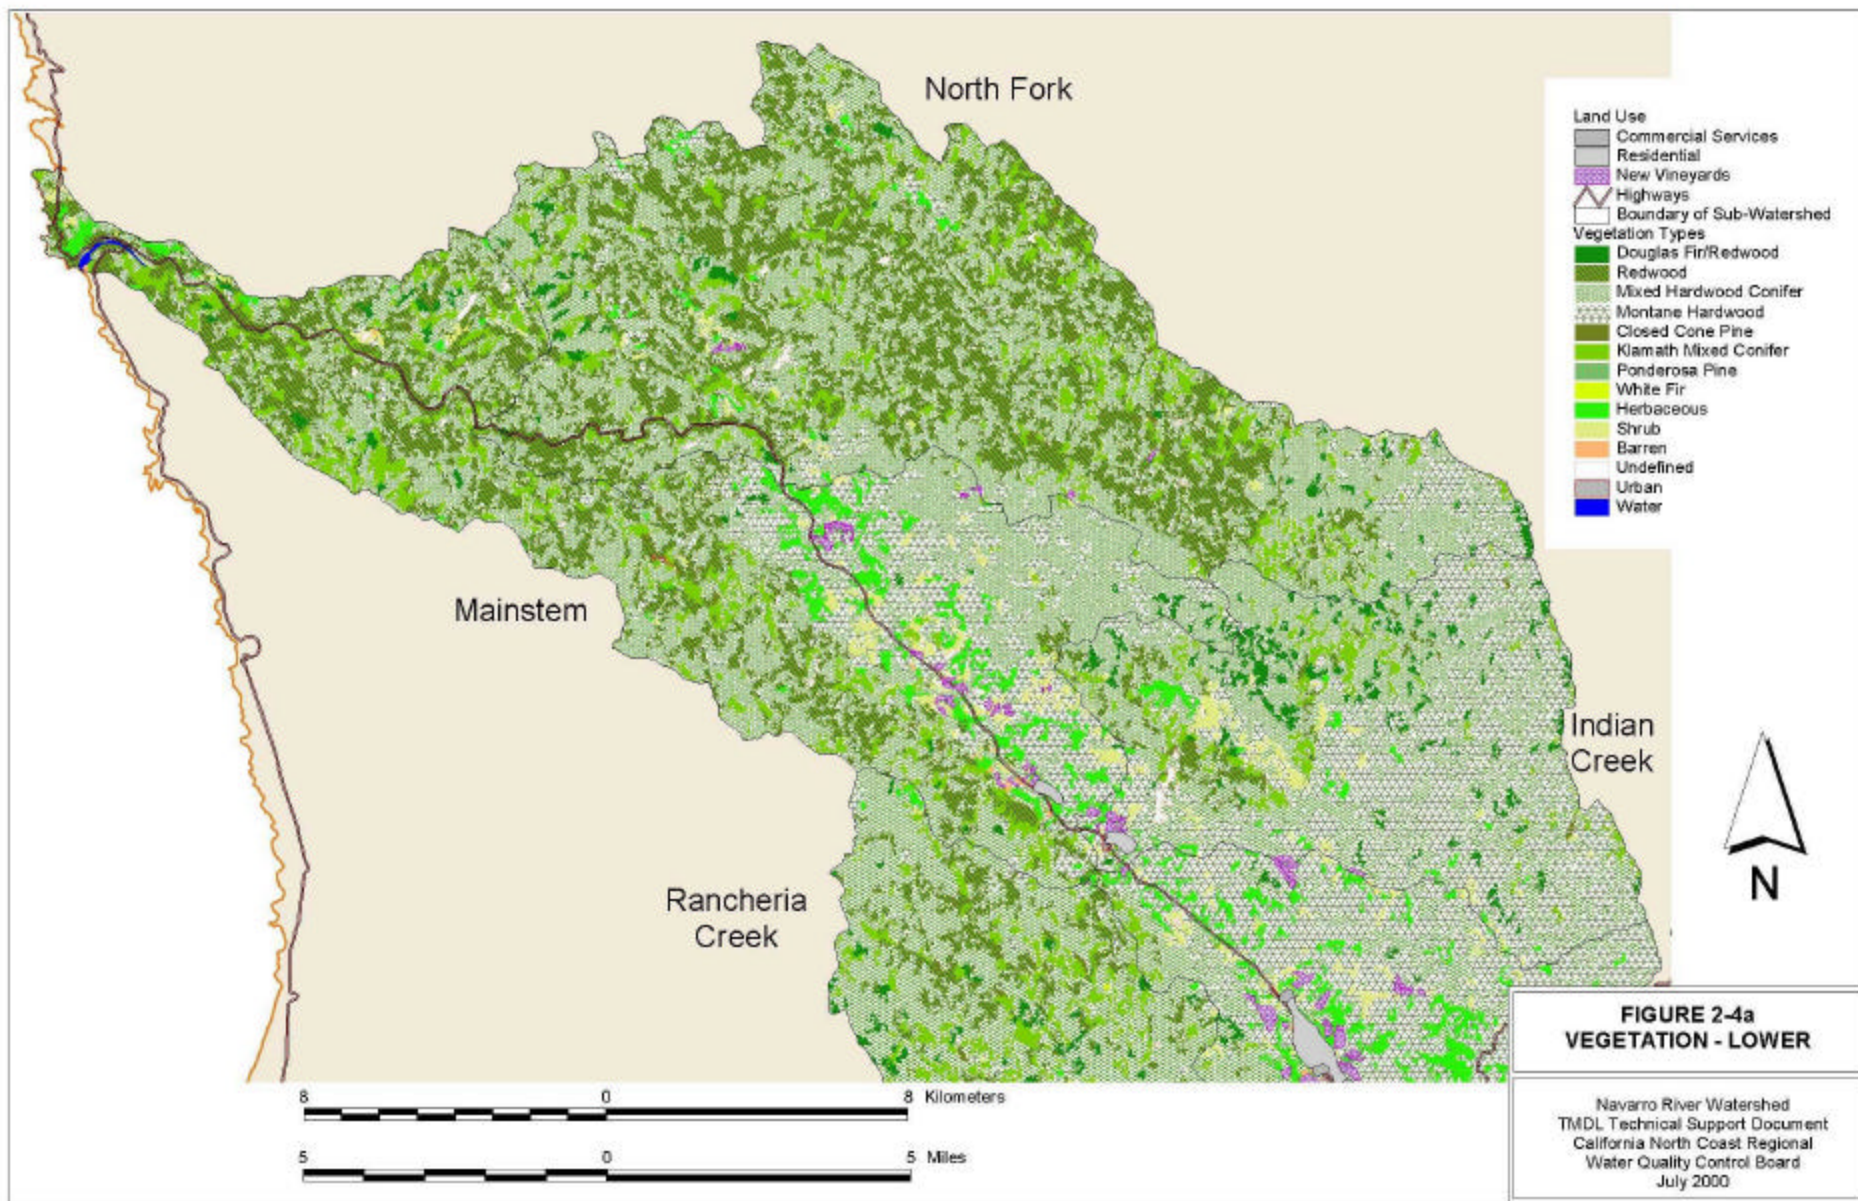 North Fork
Mainstem
Rancheria
Creek
Indian
Creek
Land Use
Commercial Services
Residential
New Vineyards
Highways
Boundary of Sub-Watershed
Vegetation Types
Douglas Fir/Redwood
Redwood
Mixed Hardwood Conifer
Montane Hardwood
Closed Cone Pine
Klamath Mixed Conifer
Ponderosa Pine
White Fir
Herbaceous
Shrub
Barren
Undefined
Urban
Water
N
8 0 8 Kilometers
5 0 5 Miles
FIGURE 2-4a
VEGETATION - LOWER
Navarro River Watershed
TMDL Technical Support Document
California North Coast Regional
Water Quality Control Board
July 2000